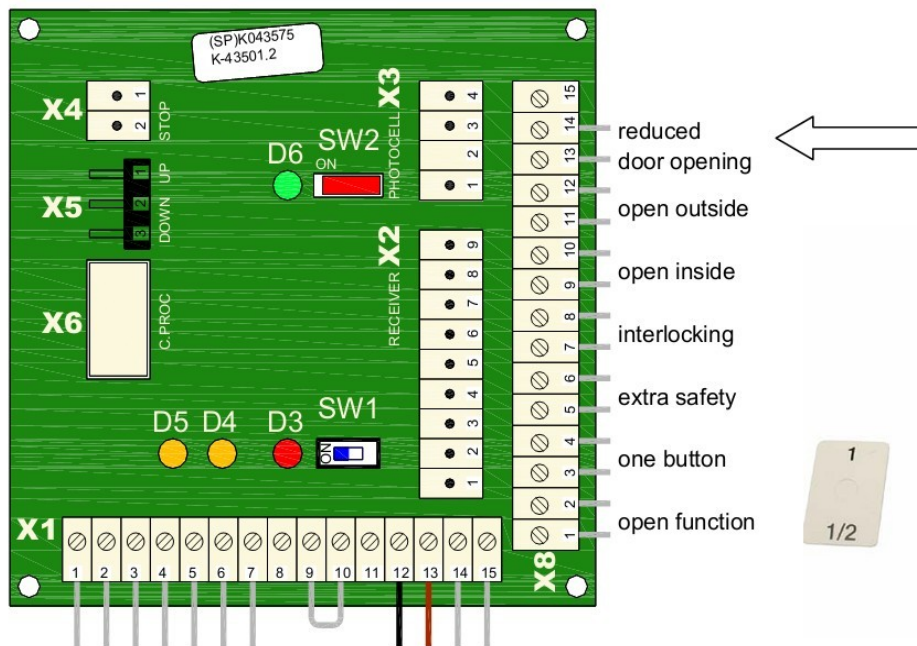 (SP)K043575
K-43501.2
X4
1
2
STOP
X5
1
2
3
UP
DOWN
X6
C.PROC
D6
SW2
ON
X3
PHOTOCELL
4
3
2
1
X2
RECEIVER
9
8
7
6
5
4
3
2
1
D5
D4
D3
SW1
ON
X1
1 2 3 4 5 6 7 8 9 10 11 12 13 14 15
X8
15
14
13
12
11
10
9
8
7
6
5
4
3
2
1
reduced
door opening
open outside
open inside
interlocking
extra safety
one button
open function
1
1/2